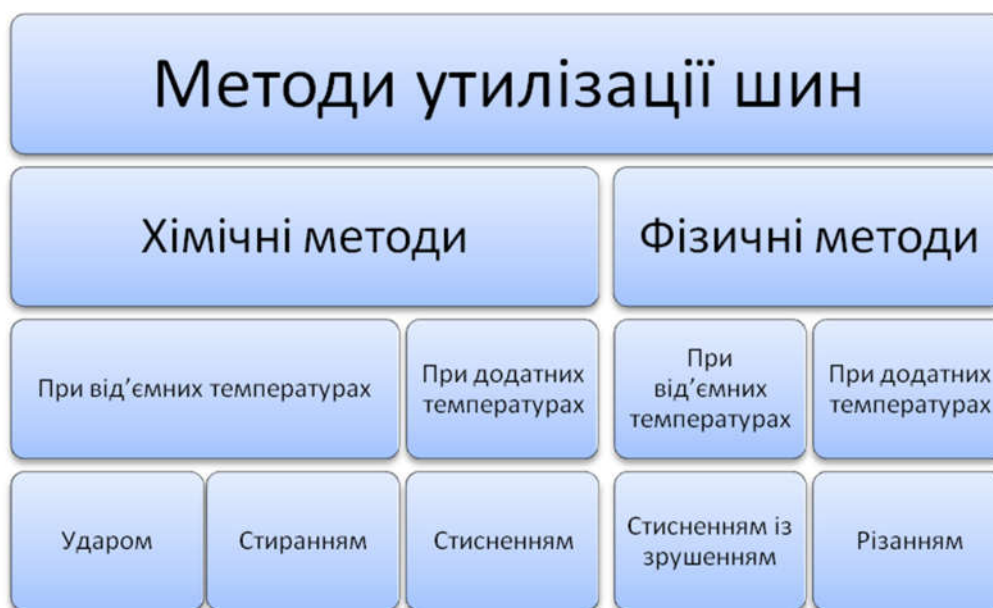 Методи утилізації шин
Хімічні методи
Фізичні методи
При від’ємних температурах
При додатних
температурах
При
від’ємних
температурах
При додатних
температурах
Ударом
Стиранням
Стисненням
Стисненням із
зрушенням
Різанням